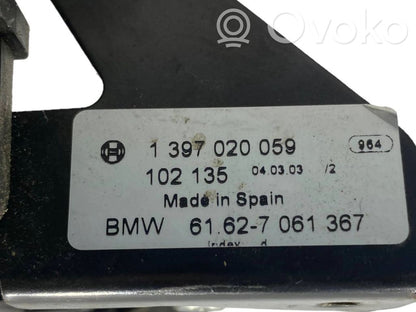 Ovoko
1 397 020 059 964
102 135 04.03.03 /2
Made in Spain
BMW 61.62-7 061 367
Index d